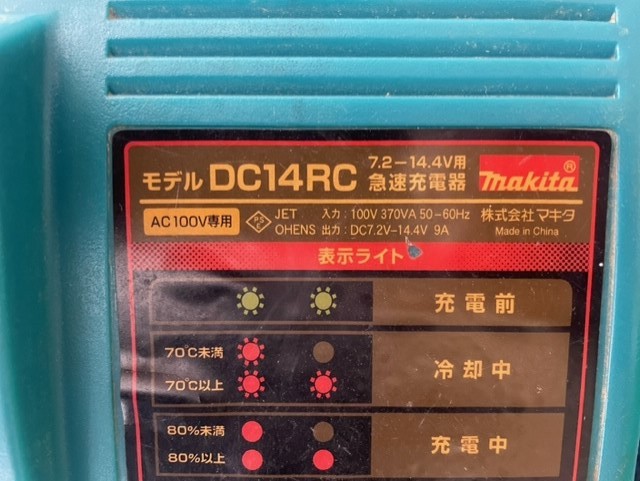 モデル DC14RC 7.2−14.4V用 急速充電器 makita®
AC100V専用 PSE JET 入力：100V 370VA 50−60Hz 株式会社マキタ
OHENS 出力：DC7.2V−14.4V 9A Made in China
表示ライト
充電前
70℃未満
冷却中
70℃以上
80%未満
充電中
80%以上